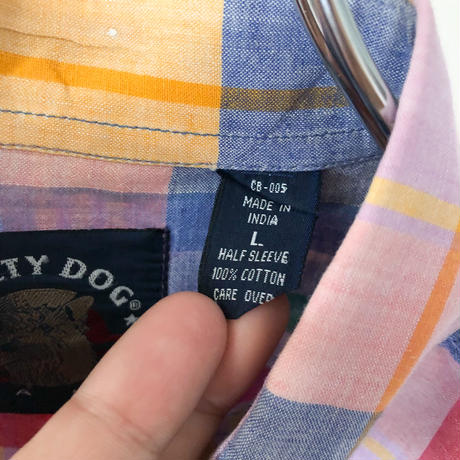 CB-005
MADE IN
INDIA
L
HALF SLEEVE
100% COTTON
CARE OVER
DOG®